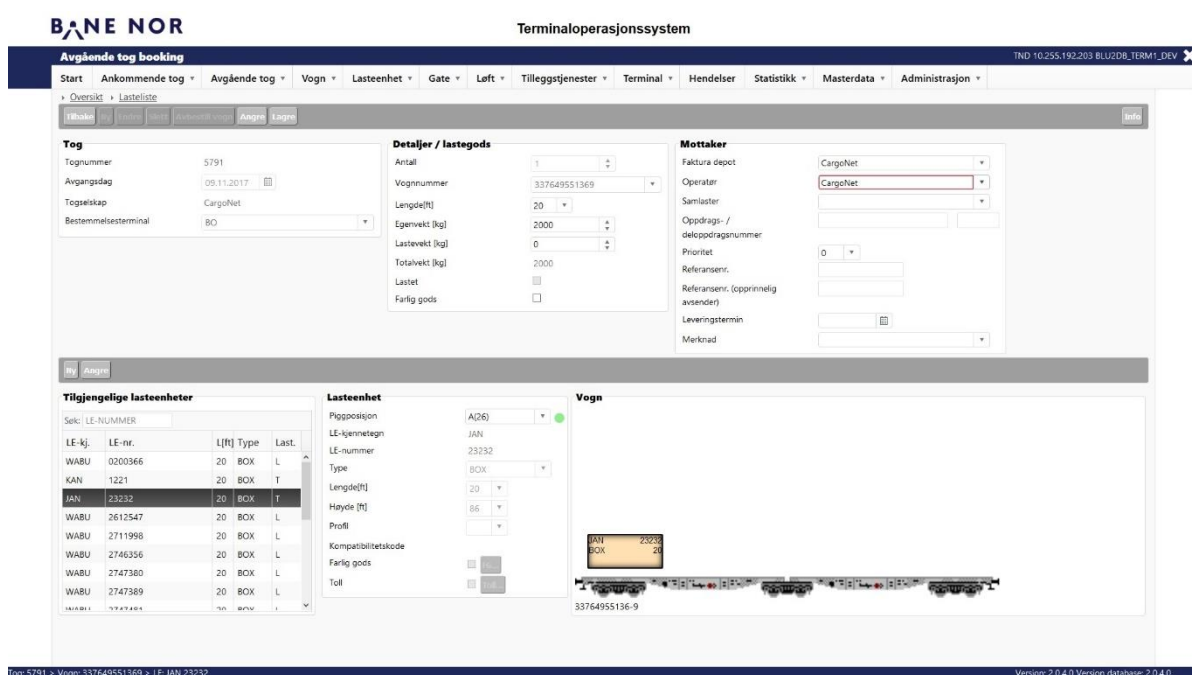 BANE NOR
Terminaloperasjonssystem
Avgående tog booking
TND 10.255.192.203 BLU2DB_TERM1_DEV
Start Ankommende tog Avgående tog Vogn Lasteenhet Gate Løft Tilleggstjenester Terminal Hendelser Statistikk Masterdata Administrasjon
Oversikt Lasteliste
Tilbake Ny Endre Slett Angre Lagre Info
Tog
Tognummer 5791
Avgangsdag 09.11.2017
Togselskap CargoNet
Bestemmelsesterminal BO
Detaljer / lastegods
Antall 1
Vognnummer 337649551369
Lengde[ft] 20
Egenvekt [kg] 2000
Lastevekt [kg] 0
Totalvekt [kg] 2000
Lastet
Farlig gods
Mottaker
Faktura depot CargoNet
Operatør CargoNet
Samlaster
Oppdrags- /
deloppdragsnummer
Prioritet 0
Referansenr.
Referansenr. (opprinnelig
avsender)
Leveringstermin
Merknad
Ny Angre
Tilgjengelige lasteenheter
Søk: LE-NUMMER
LE-kj. LE-nr. L[ft] Type Last.
WABU 0200366 20 BOX L
KAN 1221 20 BOX T
JAN 23232 20 BOX T
WABU 2612547 20 BOX L
WABU 2711998 20 BOX L
WABU 2746356 20 BOX L
WABU 2747380 20 BOX L
WABU 2747389 20 BOX L
WABU 2747481 20 BOX L
Lasteenhet
Piggposisjon A(26)
LE-kjennetegn JAN
LE-nummer 23232
Type BOX
Lengde[ft] 20
Høyde [ft] 86
Profil
Kompatibilitetskode
Farlig gods
Toll
Vogn
JAN 23232
BOX 20
33764955136-9
Tog: 5791 > Vogn: 337649551369 > LE: JAN 23232
Version: 2.0.4.0 Version database: 2.0.4.0